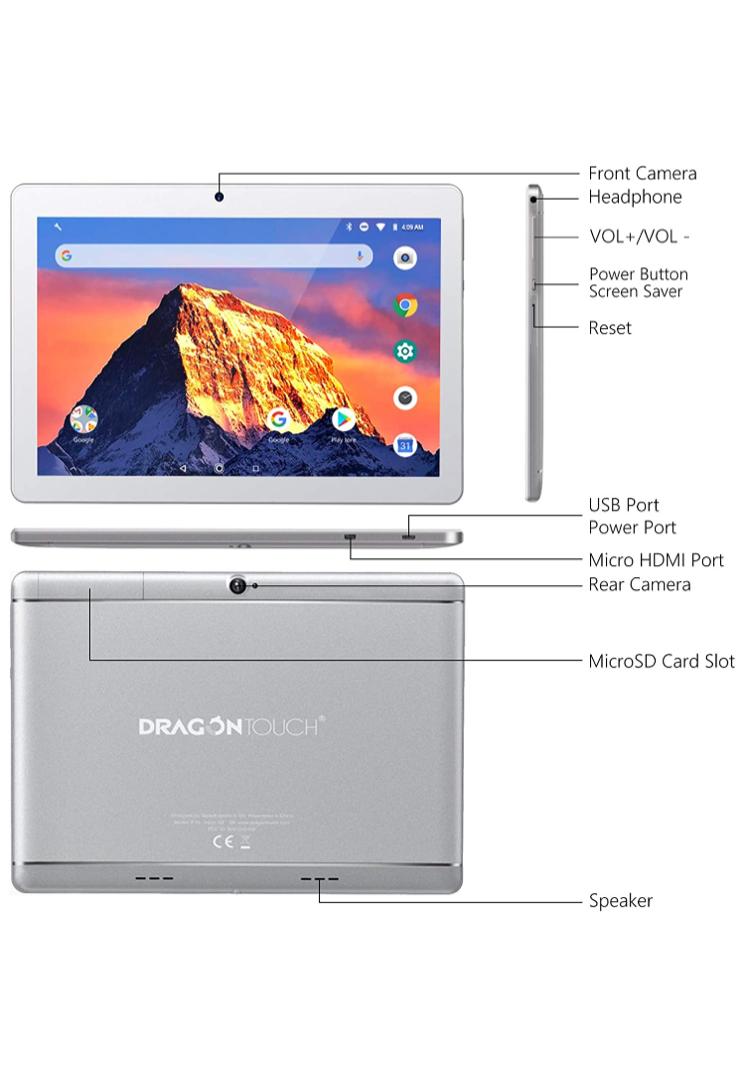 Front Camera
Headphone
VOL+/VOL -
Power Button
Screen Saver
Reset
4:09 AM
G
Google
G
Google
Play tore
31
USB Port
Power Port
Micro HDMI Port
Rear Camera
MicroSD Card Slot
DRAGONTOUCH®
CE
Speaker